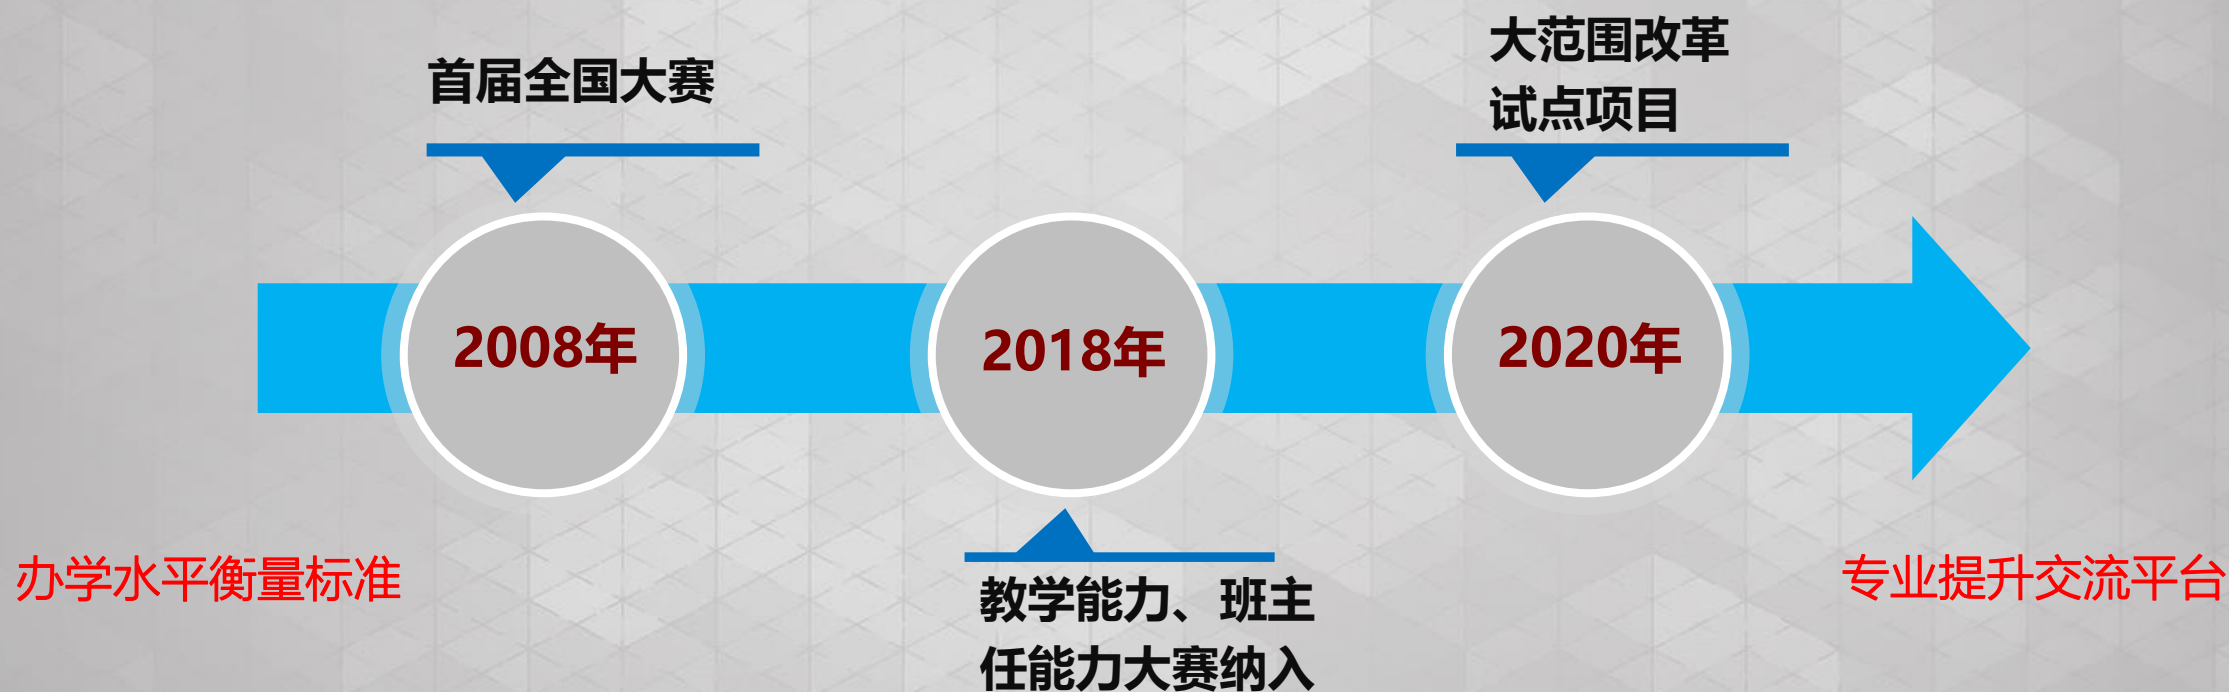 首届全国大赛
大范围改革
试点项目
2008年
2018年
2020年
办学水平衡量标准
专业提升交流平台
教学能力、班主
任能力大赛纳入